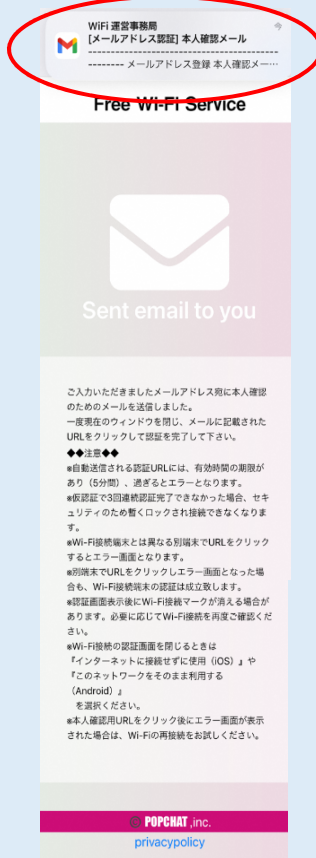 WiFi 運営事務局
[メールアドレス認証] 本人確認メール
----------------------------------------
-------- メールアドレス登録 本人確認メー…
Free Wi-Fi Service
Sent email to you
ご入力いただきましたメールアドレス宛に本人確認
のためのメールを送信しました。
一度現在のウィンドウを閉じ、メールに記載された
URLをクリックして認証を完了して下さい。
◆◆注意◆◆
※自動送信される認証URLには、有効時間の期限が
あり（5分間）、過ぎるとエラーとなります。
※仮認証で3回連続認証完了できなかった場合、セキ
ュリティのため暫くロックされ接続できなくなりま
す。
※Wi-Fi接続端末とは異なる別端末でURLをクリック
するとエラー画面となります。
※別端末でURLをクリックしエラー画面となった場
合も、Wi-Fi接続端末の認証は成立致します。
※認証画面表示後にWi-Fi接続マークが消える場合が
あります。必要に応じてWi-Fi接続を再度ご確認くだ
さい。
※Wi-Fi接続の認証画面を閉じるときは
『インターネットに接続せずに使用（iOS）』や
『このネットワークをそのまま利用する
（Android）』
を選択ください。
※本人確認用URLをクリック後にエラー画面が表示
された場合は、Wi-Fiの再接続をお試しください。
POPCHAT,inc.
privacypolicy